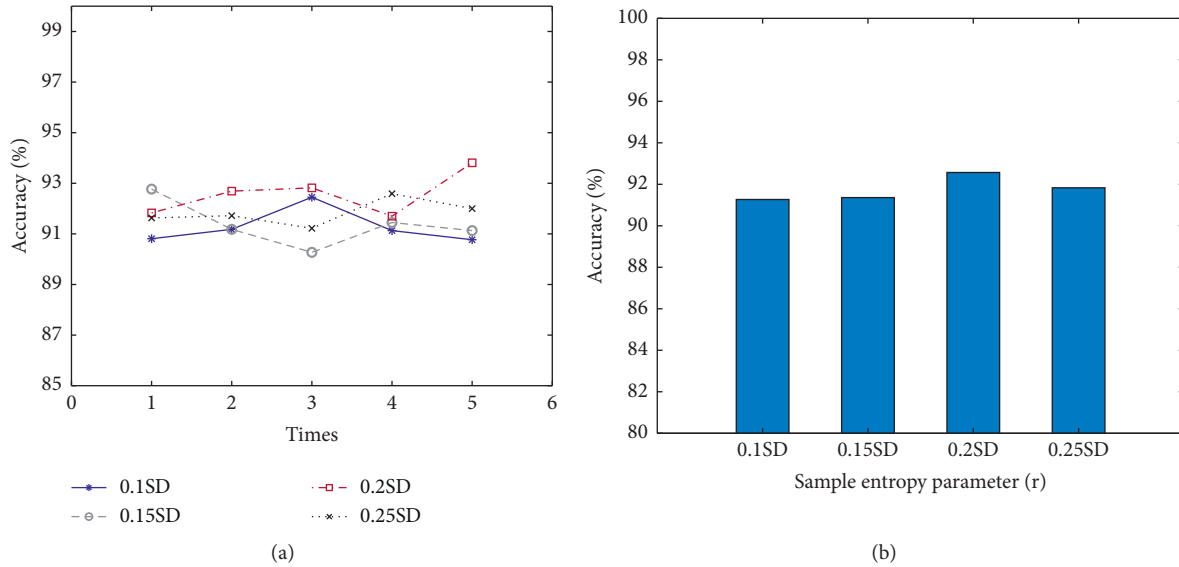 99
97
95
93
91
89
87
85
Accuracy (%)
0
1
2
3
4
5
6
Times
0.1SD
0.15SD
0.2SD
0.25SD
(a)
100
98
96
94
92
90
88
86
84
82
80
Accuracy (%)
0.1SD
0.15SD
0.2SD
0.25SD
Sample entropy parameter (r)
(b)